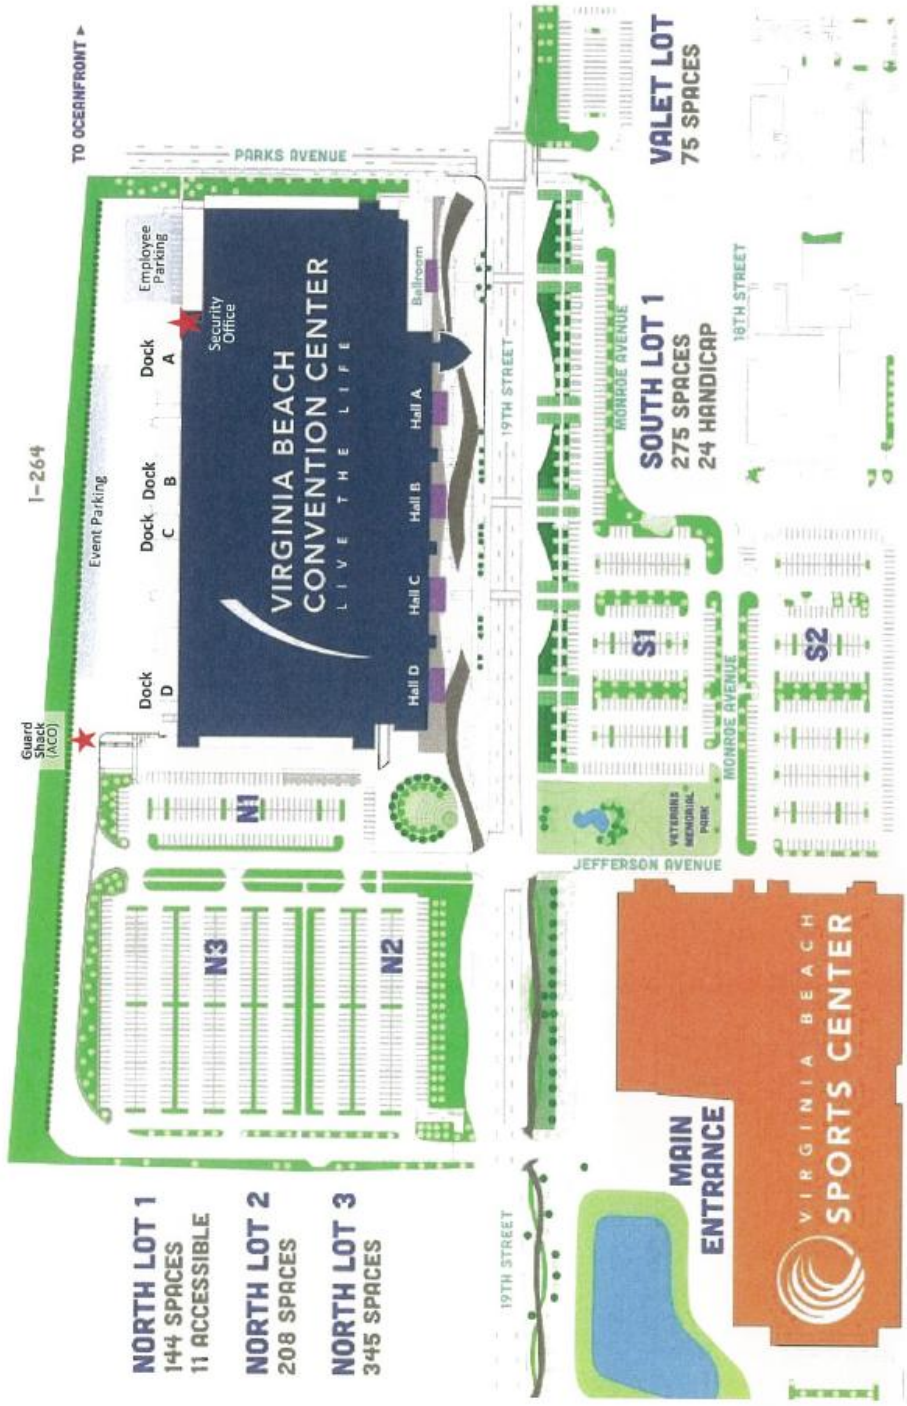 Guard
Shack
(ACO)
I-264
TO OCEANFRONT ▸
Event Parking
Dock
D
Dock
C
Dock
B
Dock
A
Employee
Parking
Security
Office
PARKS AVENUE
NORTH LOT 1
144 SPACES
11 ACCESSIBLE
NORTH LOT 2
208 SPACES
NORTH LOT 3
345 SPACES
N3
N1
N2
VIRGINIA BEACH
CONVENTION CENTER
LIVE THE LIFE
Hall D
Hall C
Hall B
Hall A
Ballroom
19TH STREET
19TH STREET
JEFFERSON AVENUE
VETERANS
MEMORIAL
PARK
S1
MONROE AVENUE
MONROE AVENUE
SOUTH LOT 1
275 SPACES
24 HANDICAP
VALET LOT
75 SPACES
18TH STREET
S2
MAIN
ENTRANCE
VIRGINIA BEACH
SPORTS CENTER